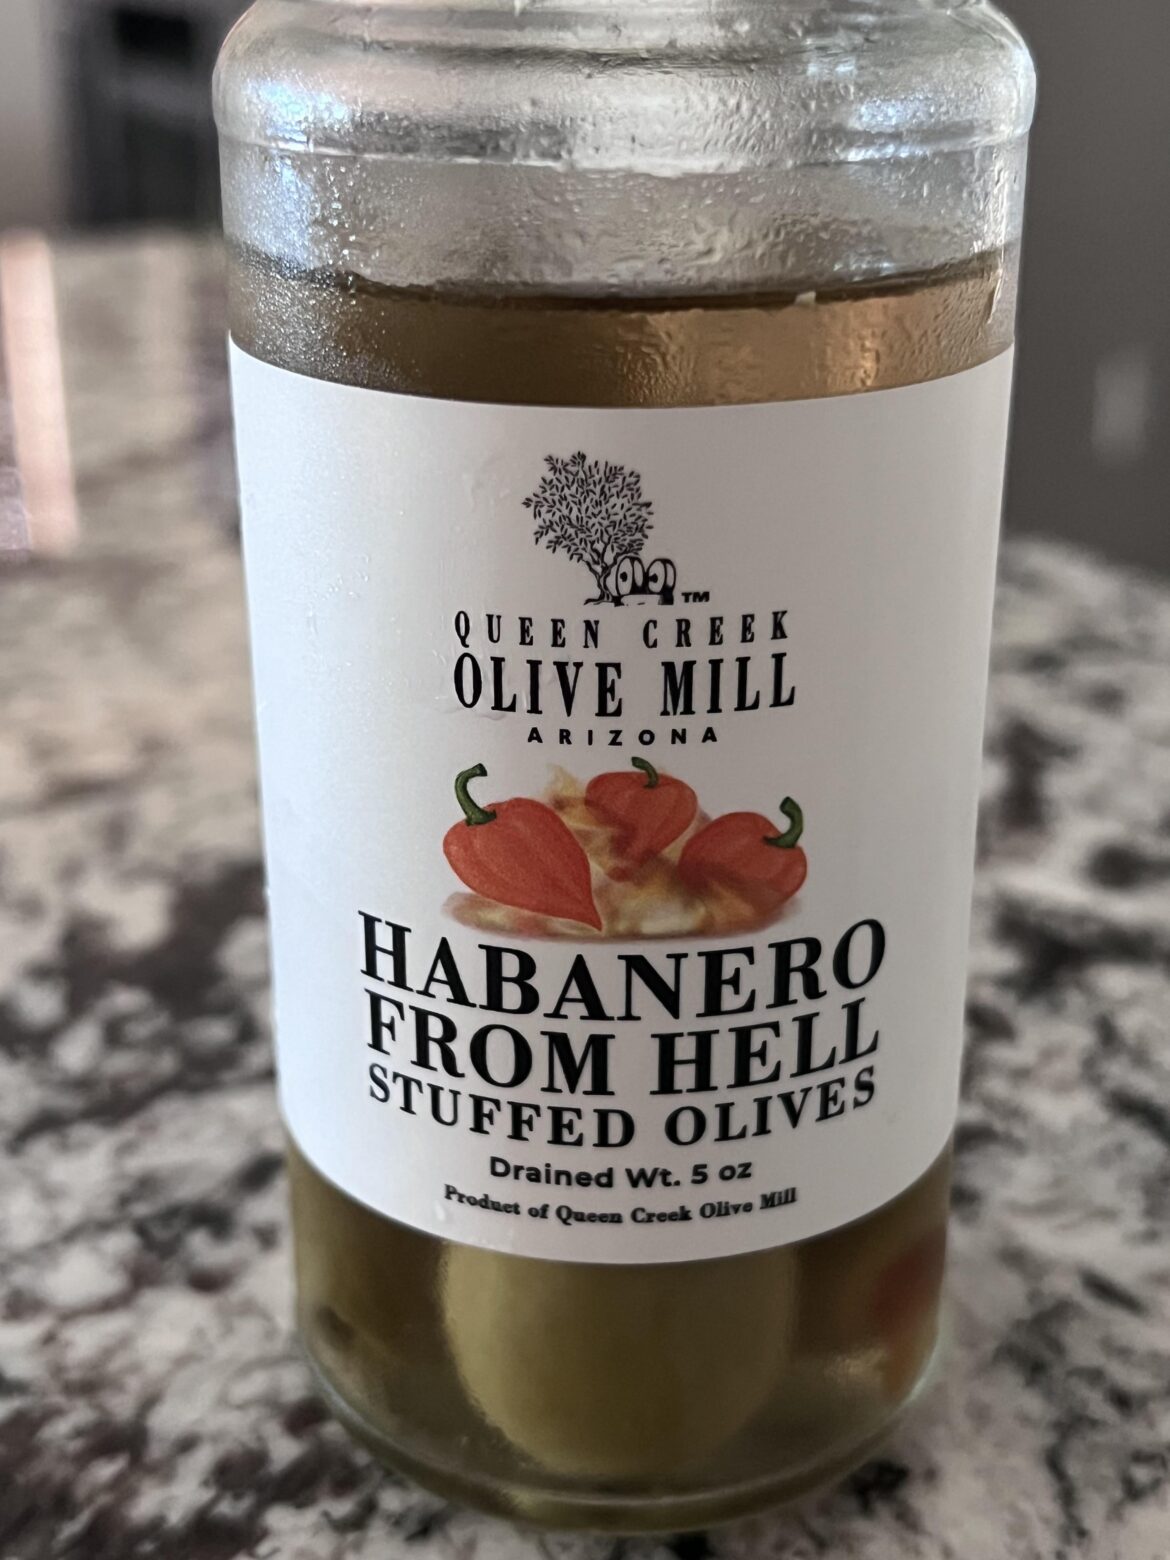 TM
QUEEN CREEK
OLIVE MILL
ARIZONA
HABANERO
FROM HELL
STUFFED OLIVES
Drained Wt. 5 oz
Product of Queen Creek Olive Mill